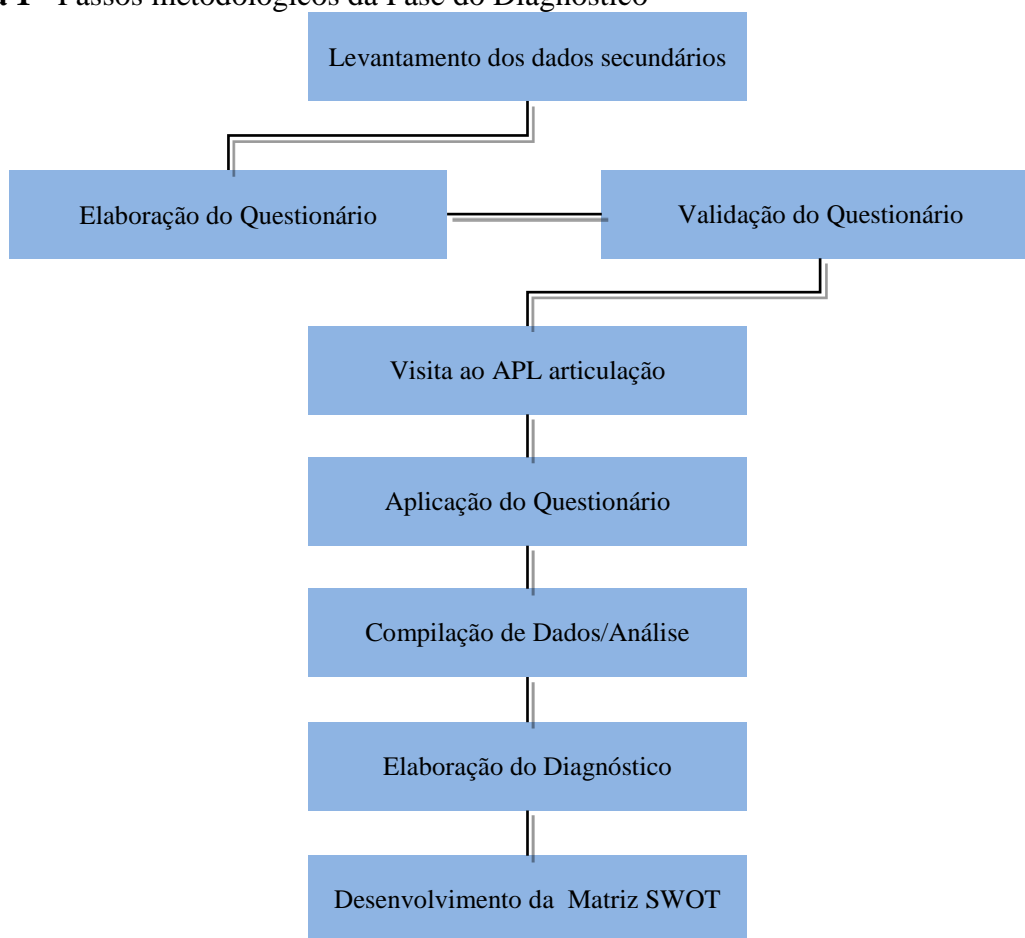 a 1 - Passos metodológicos da Fase do Diagnóstico
Levantamento dos dados secundários
Elaboração do Questionário
Validação do Questionário
Visita ao APL articulação
Aplicação do Questionário
Compilação de Dados/Análise
Elaboração do Diagnóstico
Desenvolvimento da Matriz SWOT